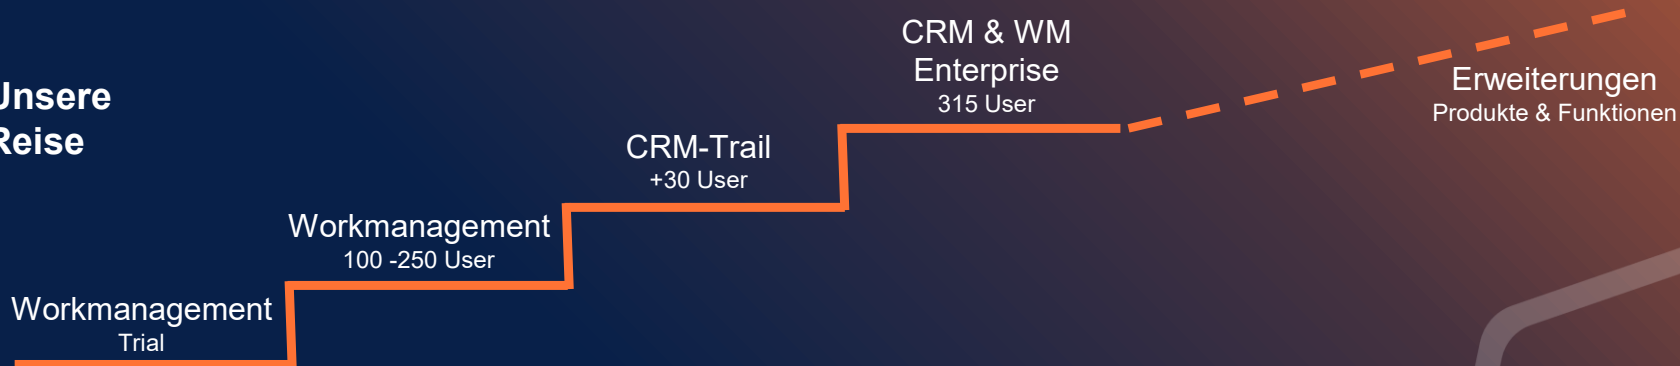 Unsere
Reise
Workmanagement
Trial
Workmanagement
100 -250 User
CRM-Trail
+30 User
CRM & WM
Enterprise
315 User
Erweiterungen
Produkte & Funktionen